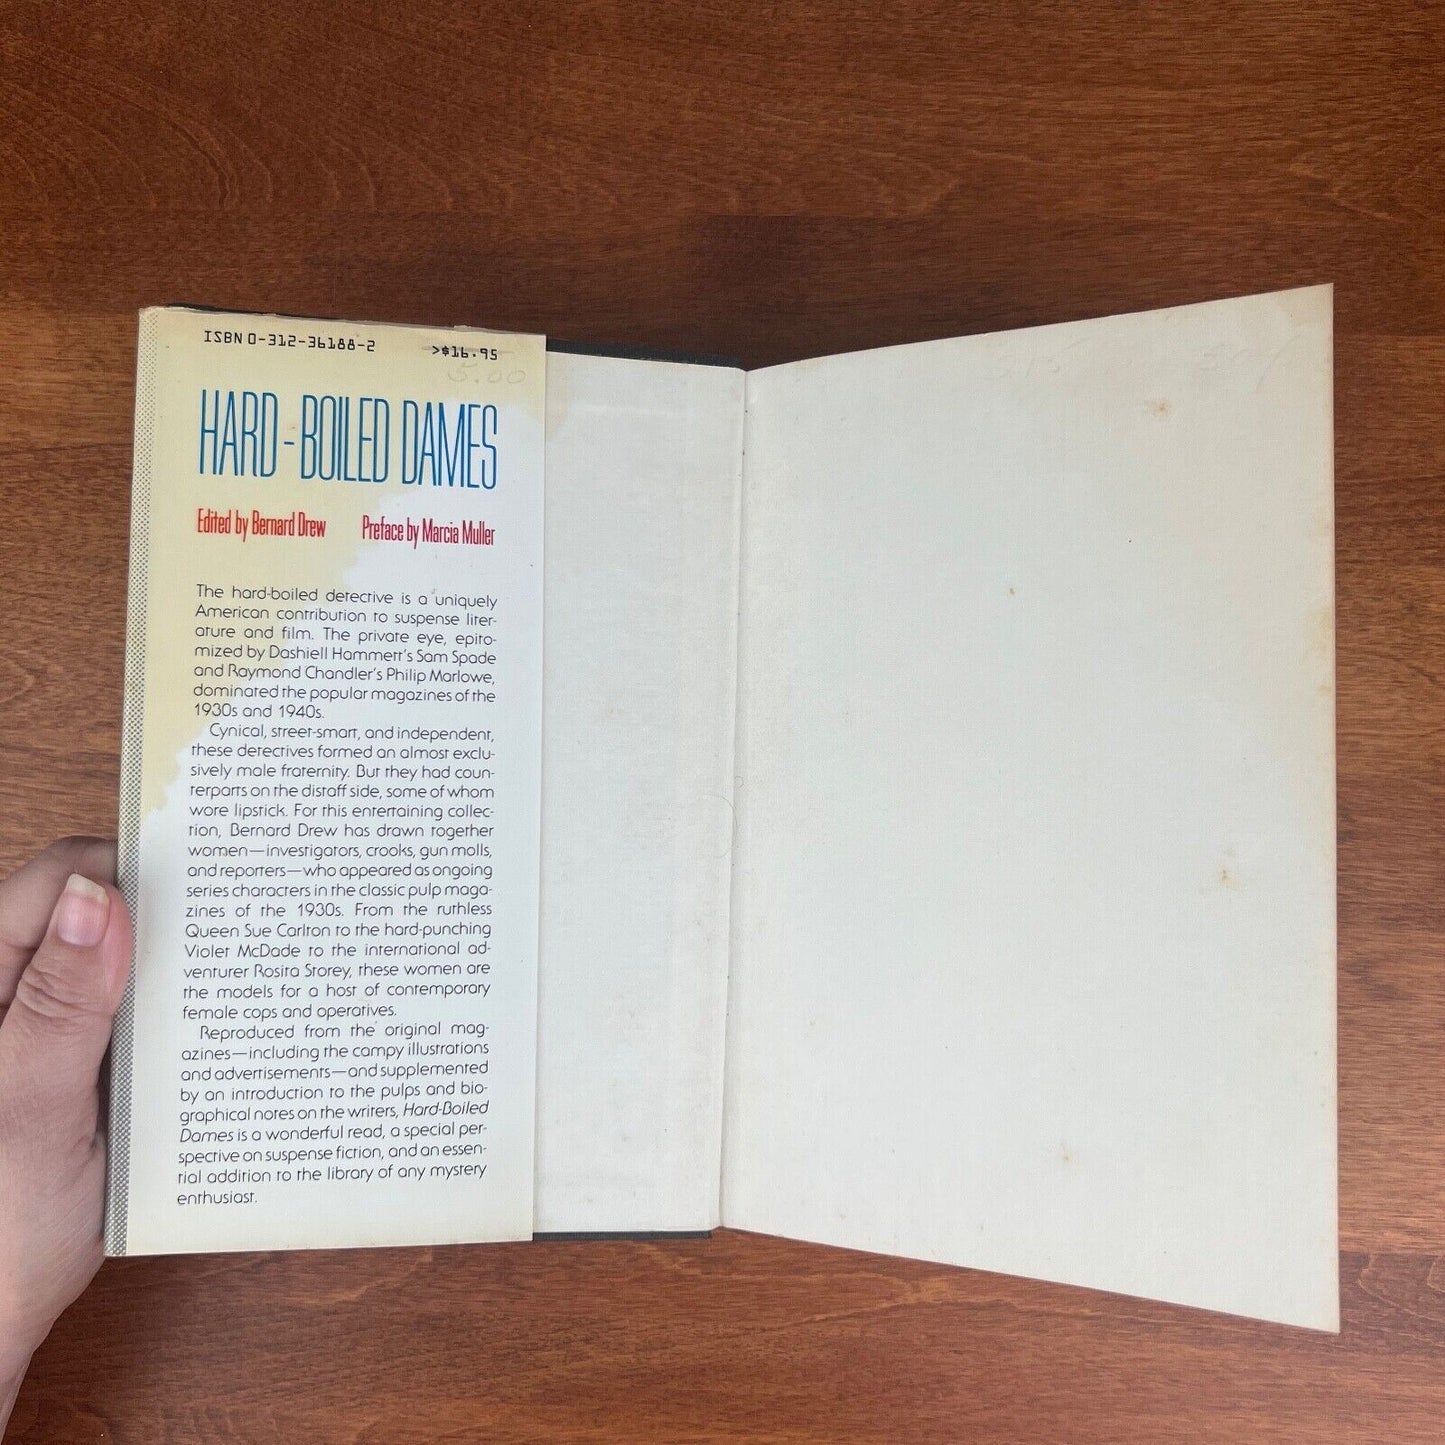 ISBN 0-312-36188-2 >$16.95
5.00
HARD-BOILED DAMES
Edited by Bernard Drew Preface by Marcia Muller
The hard-boiled detective is a uniquely
American contribution to suspense liter-
ature and film. The private eye, epito-
mized by Dashiell Hammett's Sam Spade
and Raymond Chandler's Philip Marlowe,
dominated the popular magazines of the
1930s and 1940s.
Cynical, street-smart, and independent,
these detectives formed an almost exclu-
sively male fraternity. But they had coun-
terparts on the distaff side, some of whom
wore lipstick. For this entertaining collec-
tion, Bernard Drew has drawn together
women—investigators, crooks, gun molls,
and reporters—who appeared as ongoing
series characters in the classic pulp maga-
zines of the 1930s. From the ruthless
Queen Sue Carlton to the hard-punching
Violet McDade to the international ad-
venturer Rosita Storey, these women are
the models for a host of contemporary
female cops and operatives.
Reproduced from the original mag-
azines—including the campy illustrations
and advertisements—and supplemented
by an introduction to the pulps and bio-
graphical notes on the writers, Hard-Boiled
Dames is a wonderful read, a special per-
spective on suspense fiction, and an essen-
tial addition to the library of any mystery
enthusiast.